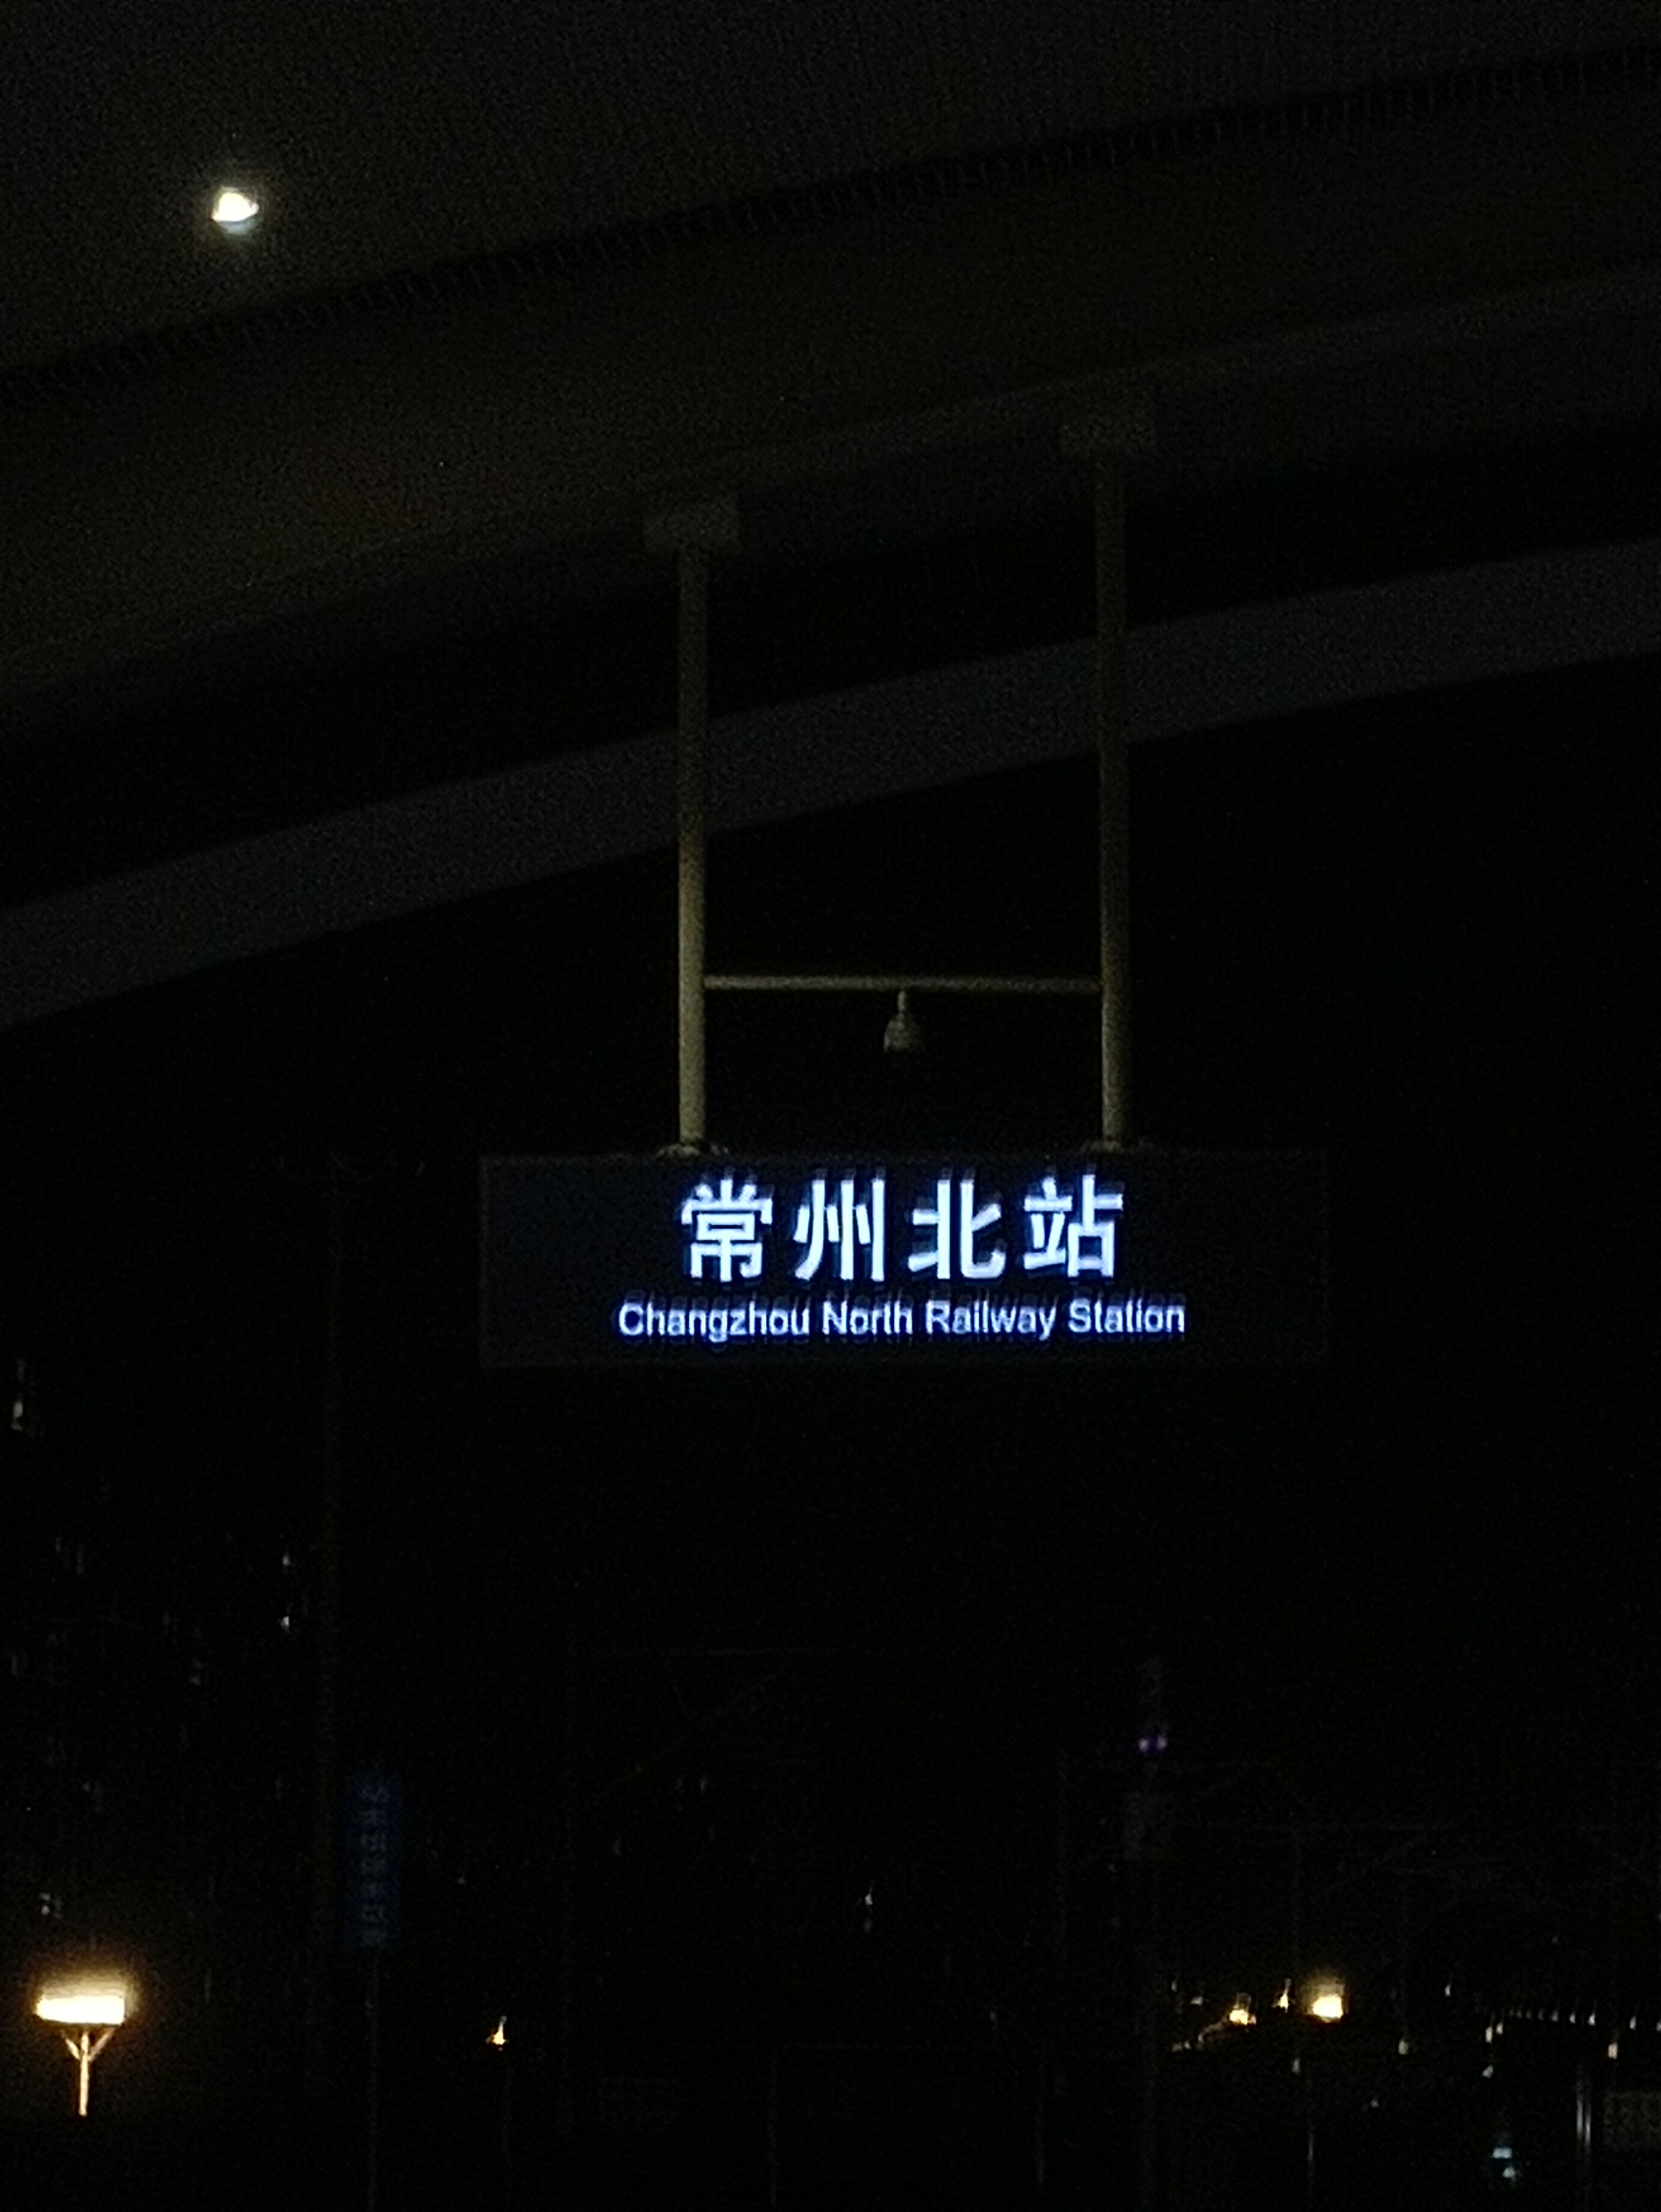 常州北站
Changzhou North Railway Station